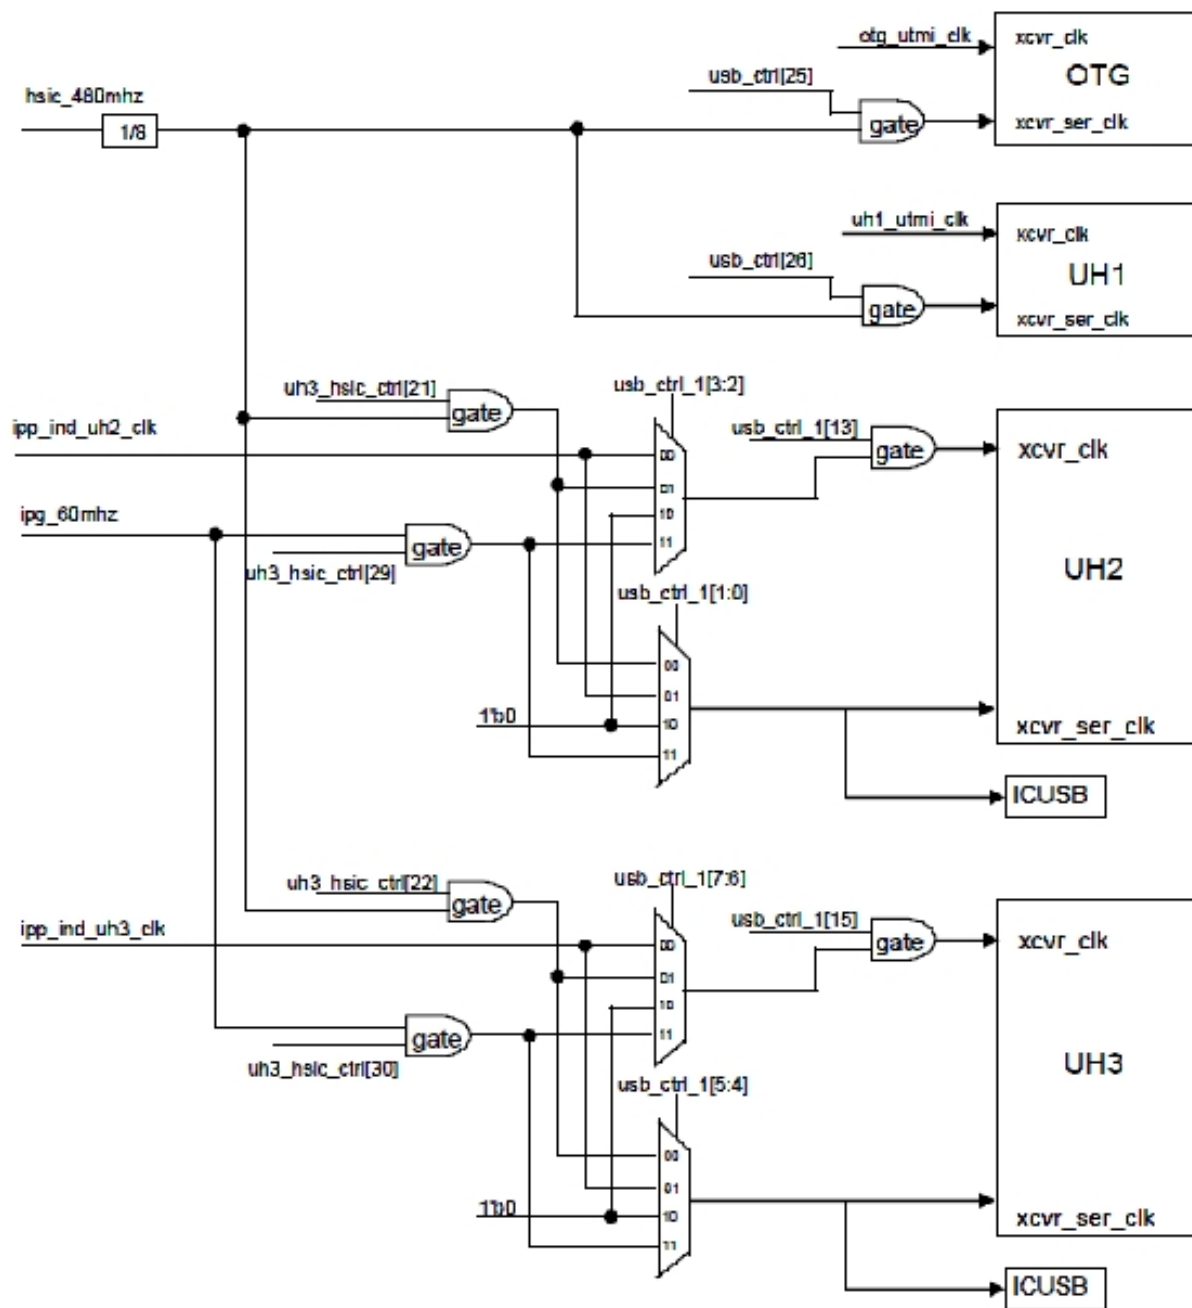 otg_utmi_clk
xcvr_clk
OTG
usb_ctrl[25]
hsic_480mhz
1/8
gate
xcvr_ser_clk
uh1_utmi_clk
xcvr_clk
UH1
usb_ctrl[26]
gate
xcvr_ser_clk
uh3_hsic_ctrl[21]
usb_ctrl_1[3:2]
gate
ipp_ind_uh2_clk
usb_ctrl_1[13]
gate
xcvr_clk
00
01
10
11
ipg_60mhz
gate
uh3_hsic_ctrl[29]
UH2
usb_ctrl_1[1:0]
00
01
1'b0
10
11
xcvr_ser_clk
ICUSB
uh3_hsic_ctrl[22]
usb_ctrl_1[7:6]
gate
ipp_ind_uh3_clk
usb_ctrl_1[15]
gate
xcvr_clk
00
01
10
11
gate
uh3_hsic_ctrl[30]
UH3
usb_ctrl_1[5:4]
00
01
1'b0
10
11
xcvr_ser_clk
ICUSB